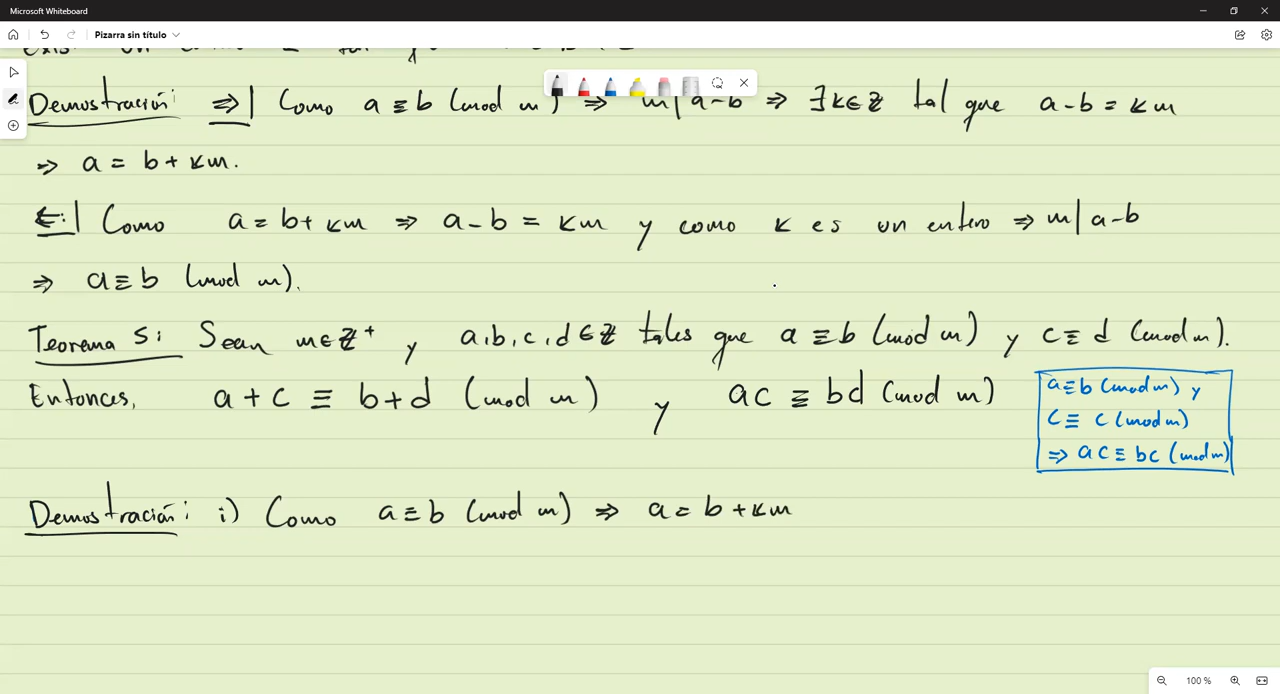 Microsoft Whiteboard
Pizarra sin título
Demostración: ⇒| Como a ≡ b (mod m) ⇒ m | a-b ⇒ ∃ k ∈ ℤ tal que a-b = km
⇒ a = b + km.
⇐:| Como a = b + km ⇒ a-b = km y como k es un entero ⇒ m | a-b
⇒ a ≡ b (mod m).
Teorema 5: Sean m ∈ ℤ⁺ y a, b, c, d ∈ ℤ tales que a ≡ b (mod m) y c ≡ d (mod m).
Entonces, a + c ≡ b + d (mod m) y ac ≡ bd (mod m)
a ≡ b (mod m) y
c ≡ c (mod m)
⇒ ac ≡ bc (mod m)
Demostración: i) Como a ≡ b (mod m) ⇒ a = b + km
100 %